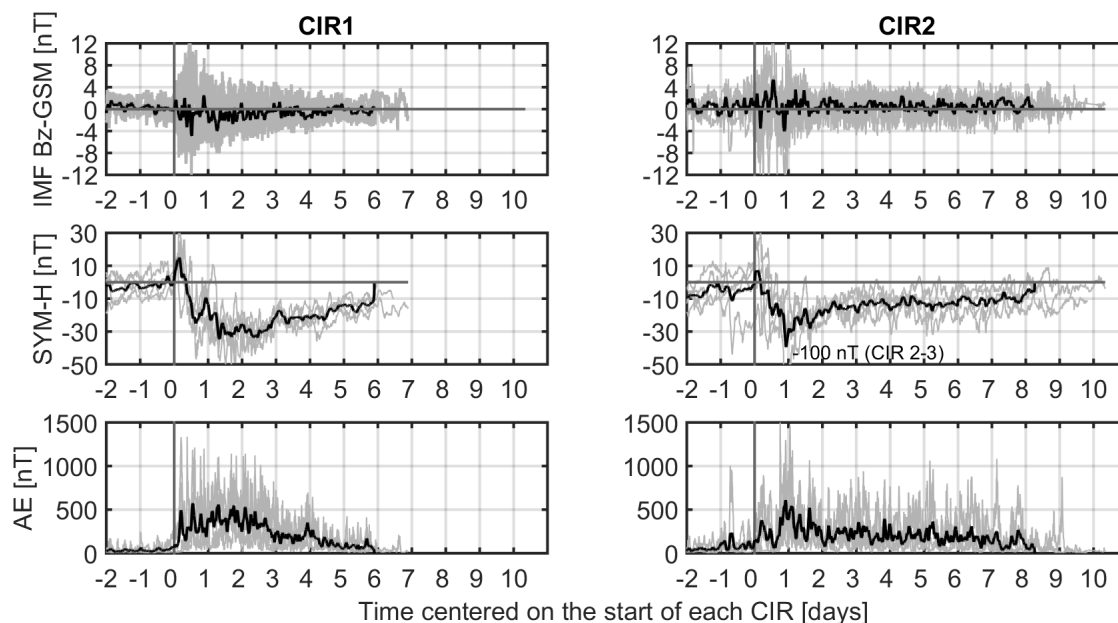 CIR1
CIR2
IMF Bz-GSM [nT]
12
8
4
0
-4
-8
-12
-2 -1 0 1 2 3 4 5 6 7 8 9 10
12
8
4
0
-4
-8
-12
-2 -1 0 1 2 3 4 5 6 7 8 9 10
SYM-H [nT]
30
10
-10
-30
-50
-2 -1 0 1 2 3 4 5 6 7 8 9 10
30
10
-10
-30
-50
-100 nT (CIR 2-3)
-2 -1 0 1 2 3 4 5 6 7 8 9 10
AE [nT]
1500
1000
500
0
-2 -1 0 1 2 3 4 5 6 7 8 9 10
1500
1000
500
0
-2 -1 0 1 2 3 4 5 6 7 8 9 10
Time centered on the start of each CIR [days]